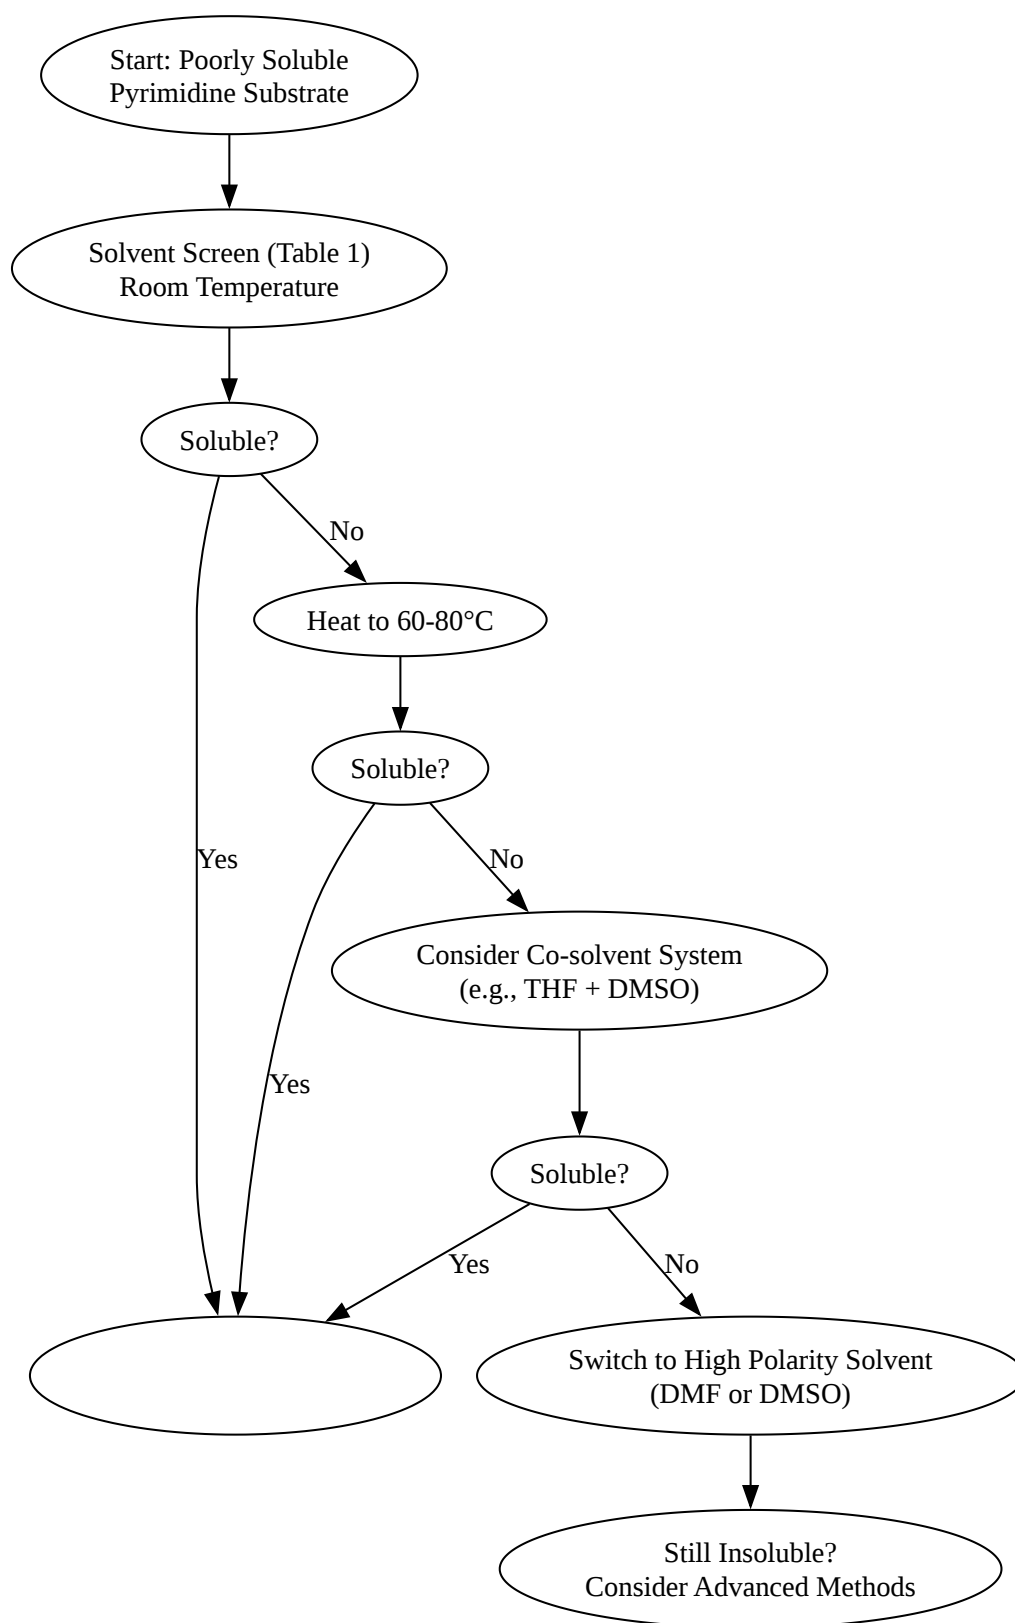 Start: Poorly Soluble
Pyrimidine Substrate
Solvent Screen (Table 1)
Room Temperature
Soluble?
No
Heat to 60-80°C
Soluble?
Yes
No
Consider Co-solvent System
(e.g., THF + DMSO)
Yes
Soluble?
Yes
No
Switch to High Polarity Solvent
(DMF or DMSO)
Still Insoluble?
Consider Advanced Methods